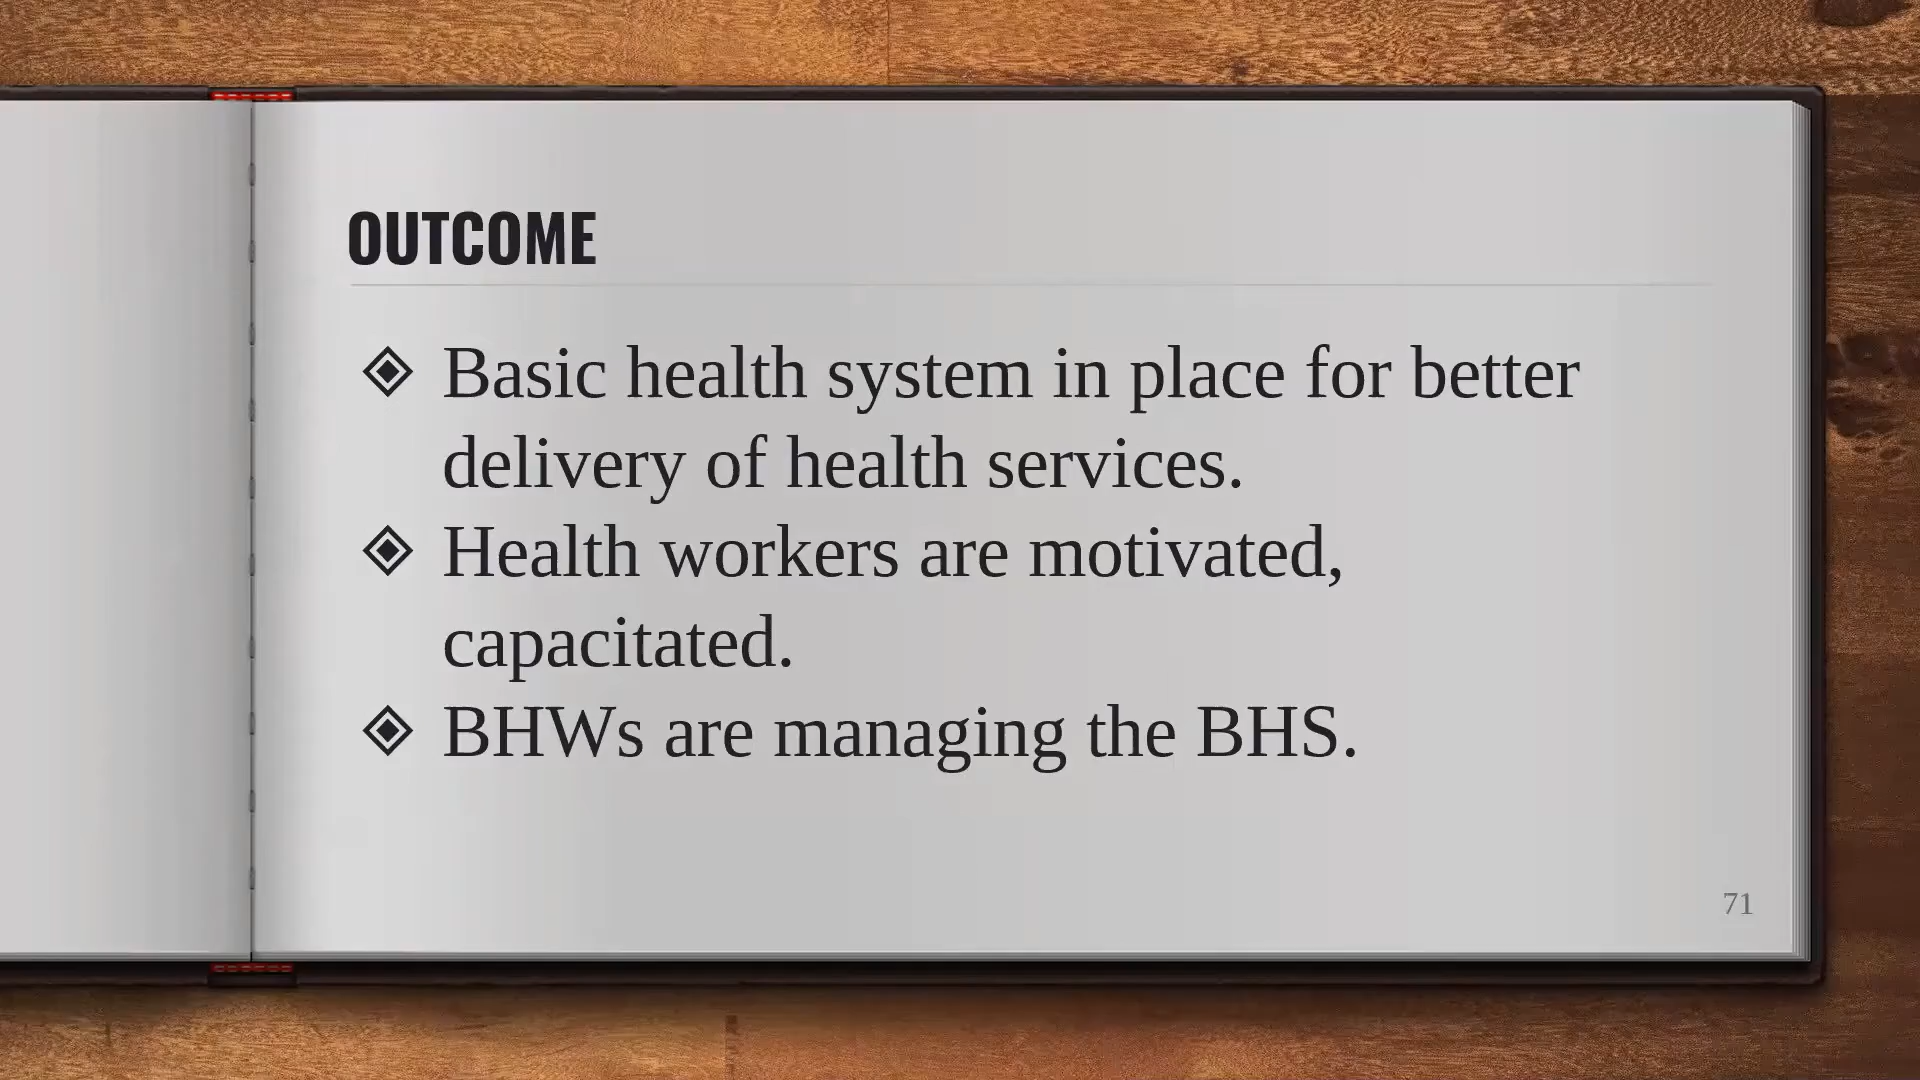 OUTCOME
Basic health system in place for better
delivery of health services.
Health workers are motivated,
capacitated.
BHWs are managing the BHS.
71